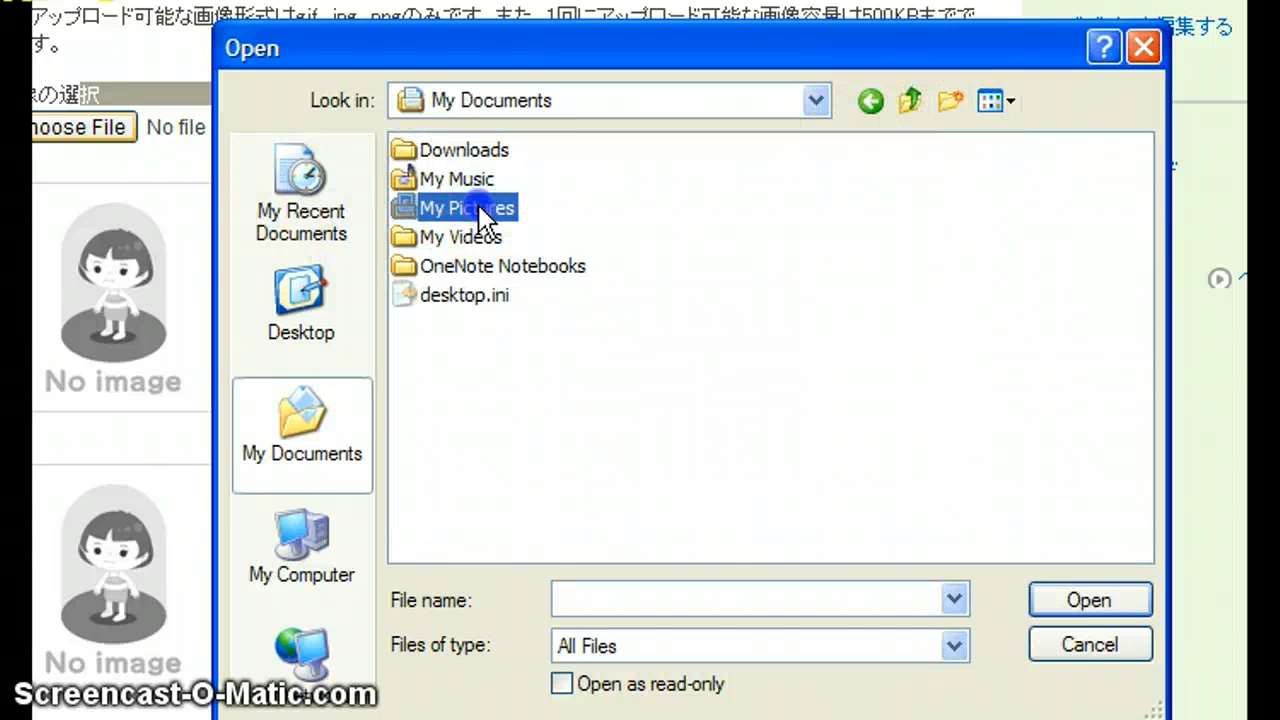 アップロード可能な画像形式はgif, jpg, pngのみです。また、1回にアップロード可能な画像容量は500KBまでで
す。
編集する
の選択
hoose File No file
No image
No image
Open
Look in: My Documents
My Recent
Documents
Desktop
My Documents
My Computer
Downloads
My Music
My Pictures
My Videos
OneNote Notebooks
desktop.ini
File name:
Open
Files of type: All Files
Cancel
Open as read-only
Screencast-O-Matic.com